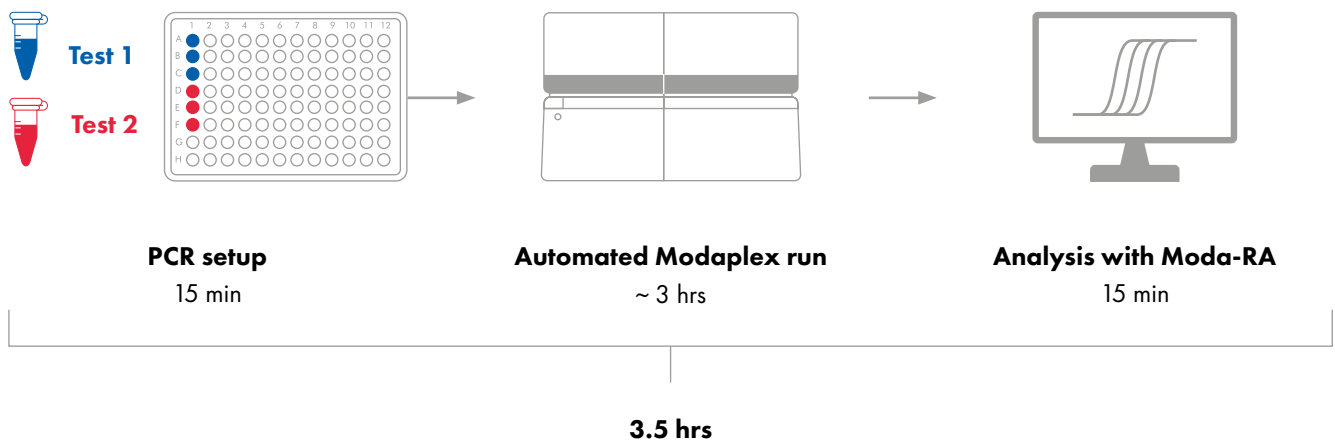 Test 1
Test 2
1 2 3 4 5 6 7 8 9 10 11 12
A
B
C
D
E
F
G
H
PCR setup
15 min
Automated Modaplex run
~ 3 hrs
Analysis with Moda-RA
15 min
3.5 hrs